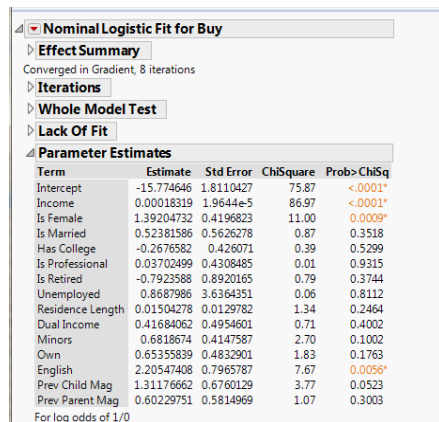 Nominal Logistic Fit for Buy
Effect Summary
Converged in Gradient, 8 iterations
Iterations
Whole Model Test
Lack Of Fit
Parameter Estimates
Term Estimate Std Error ChiSquare Prob>ChiSq
Intercept -15.774646 1.8110427 75.87 <.0001*
Income 0.00018319 1.9644e-5 86.97 <.0001*
Is Female 1.39204732 0.4196823 11.00 0.0009*
Is Married 0.52381586 0.5626278 0.87 0.3518
Has College -0.2676582 0.426071 0.39 0.5299
Is Professional 0.03702499 0.4308485 0.01 0.9315
Is Retired -0.7923588 0.8920165 0.79 0.3744
Unemployed 0.8687986 3.6364351 0.06 0.8112
Residence Length 0.01504278 0.0129782 1.34 0.2464
Dual Income 0.41684062 0.4954601 0.71 0.4002
Minors 0.6818674 0.4147587 2.70 0.1002
Own 0.65355839 0.4832901 1.83 0.1763
English 2.20547408 0.7965787 7.67 0.0056*
Prev Child Mag 1.31176662 0.6760129 3.77 0.0523
Prev Parent Mag 0.60229751 0.5814969 1.07 0.3003
For log odds of 1/0